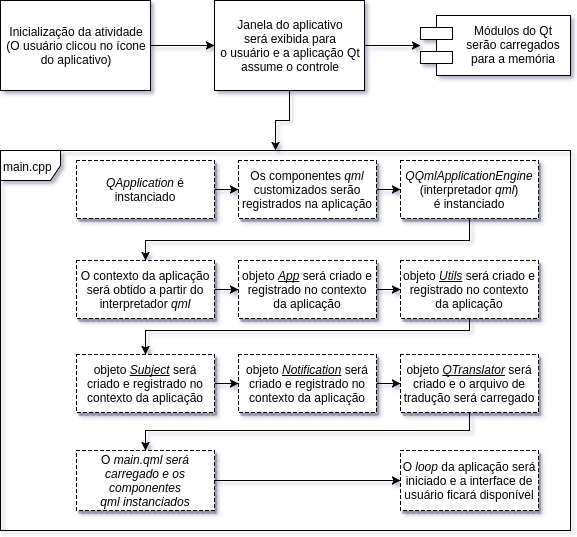 Inicialização da atividade
(O usuário clicou no ícone
do aplicativo)
Janela do aplicativo
será exibida para
o usuário e a aplicação Qt
assume o controle
Módulos do Qt
serão carregados
para a memória
main.cpp
QApplication é
instanciado
Os componentes qml
customizados serão
registrados na aplicação
QQmlApplicationEngine
(interpretador qml)
é instanciado
O contexto da aplicação
será obtido a partir do
interpretador qml
objeto App será criado e
registrado no contexto
da aplicação
objeto Utils será criado e
registrado no contexto
da aplicação
objeto Subject será
criado e registrado no
contexto da aplicação
objeto Notification será
criado e registrado no
contexto da aplicação
objeto QTranslator será
criado e o arquivo de
tradução será carregado
O main.qml será
carregado e os
componentes
qml instanciados
O loop da aplicação será
iniciado e a interface de
usuário ficará disponível